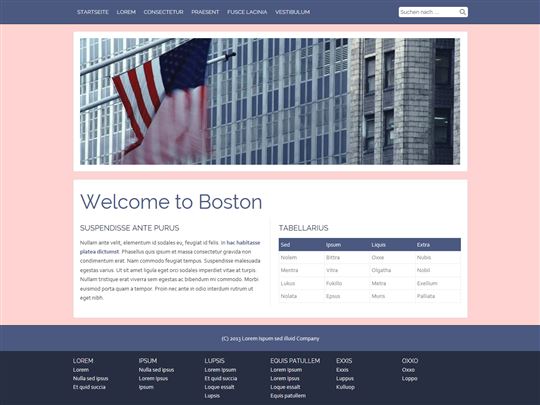 STARTSEITE LOREM CONSECTETUR PRAESENT FUSCE LACINIA VESTIBULUM
Suchen nach ...
Welcome to Boston
SUSPENDISSE ANTE PURUS
Nullam ante velit, elementum id sodales eu, feugiat id felis. In hac habitasse
platea dictumst. Phasellus quis ipsum et massa consectetur gravida non
condimentum erat. Nam commodo feugiat tempus. Suspendisse malesuada
egestas varius. Ut sit amet ligula eget orci sodales imperdiet vitae at turpis.
Nullam tristique erat viverra sem egestas ac bibendum mi commodo. Morbi
euismod porta quam a tempor. Proin nec ante in odio interdum rutrum ut
eget nibh.
TABELLARIUS
Sed Ipsum Liquis Extra
Nolem Bittra Oxxe Nubis
Mentra Vitra Olgatha Nobil
Lukus Fokillo Metra Exellium
Nolata Epsus Muris Palliata
(C) 2013 Lorem Ispum sed illuid Company
LOREM IPSUM LUPSIS EQUIS PATULLEM EXXIS OXXO
Lorem Nulla sed ipsus Lorem Ipsum Lorem Ipsum Exxis Oxxo
Nulla sed ipsus Lorem Ipsus Et quid succia Lorem Ipsus Luppus Loppo
Et quid succia Ipsum Loque essalt Loque essalt Kulluop
Lupsis Equis patullem